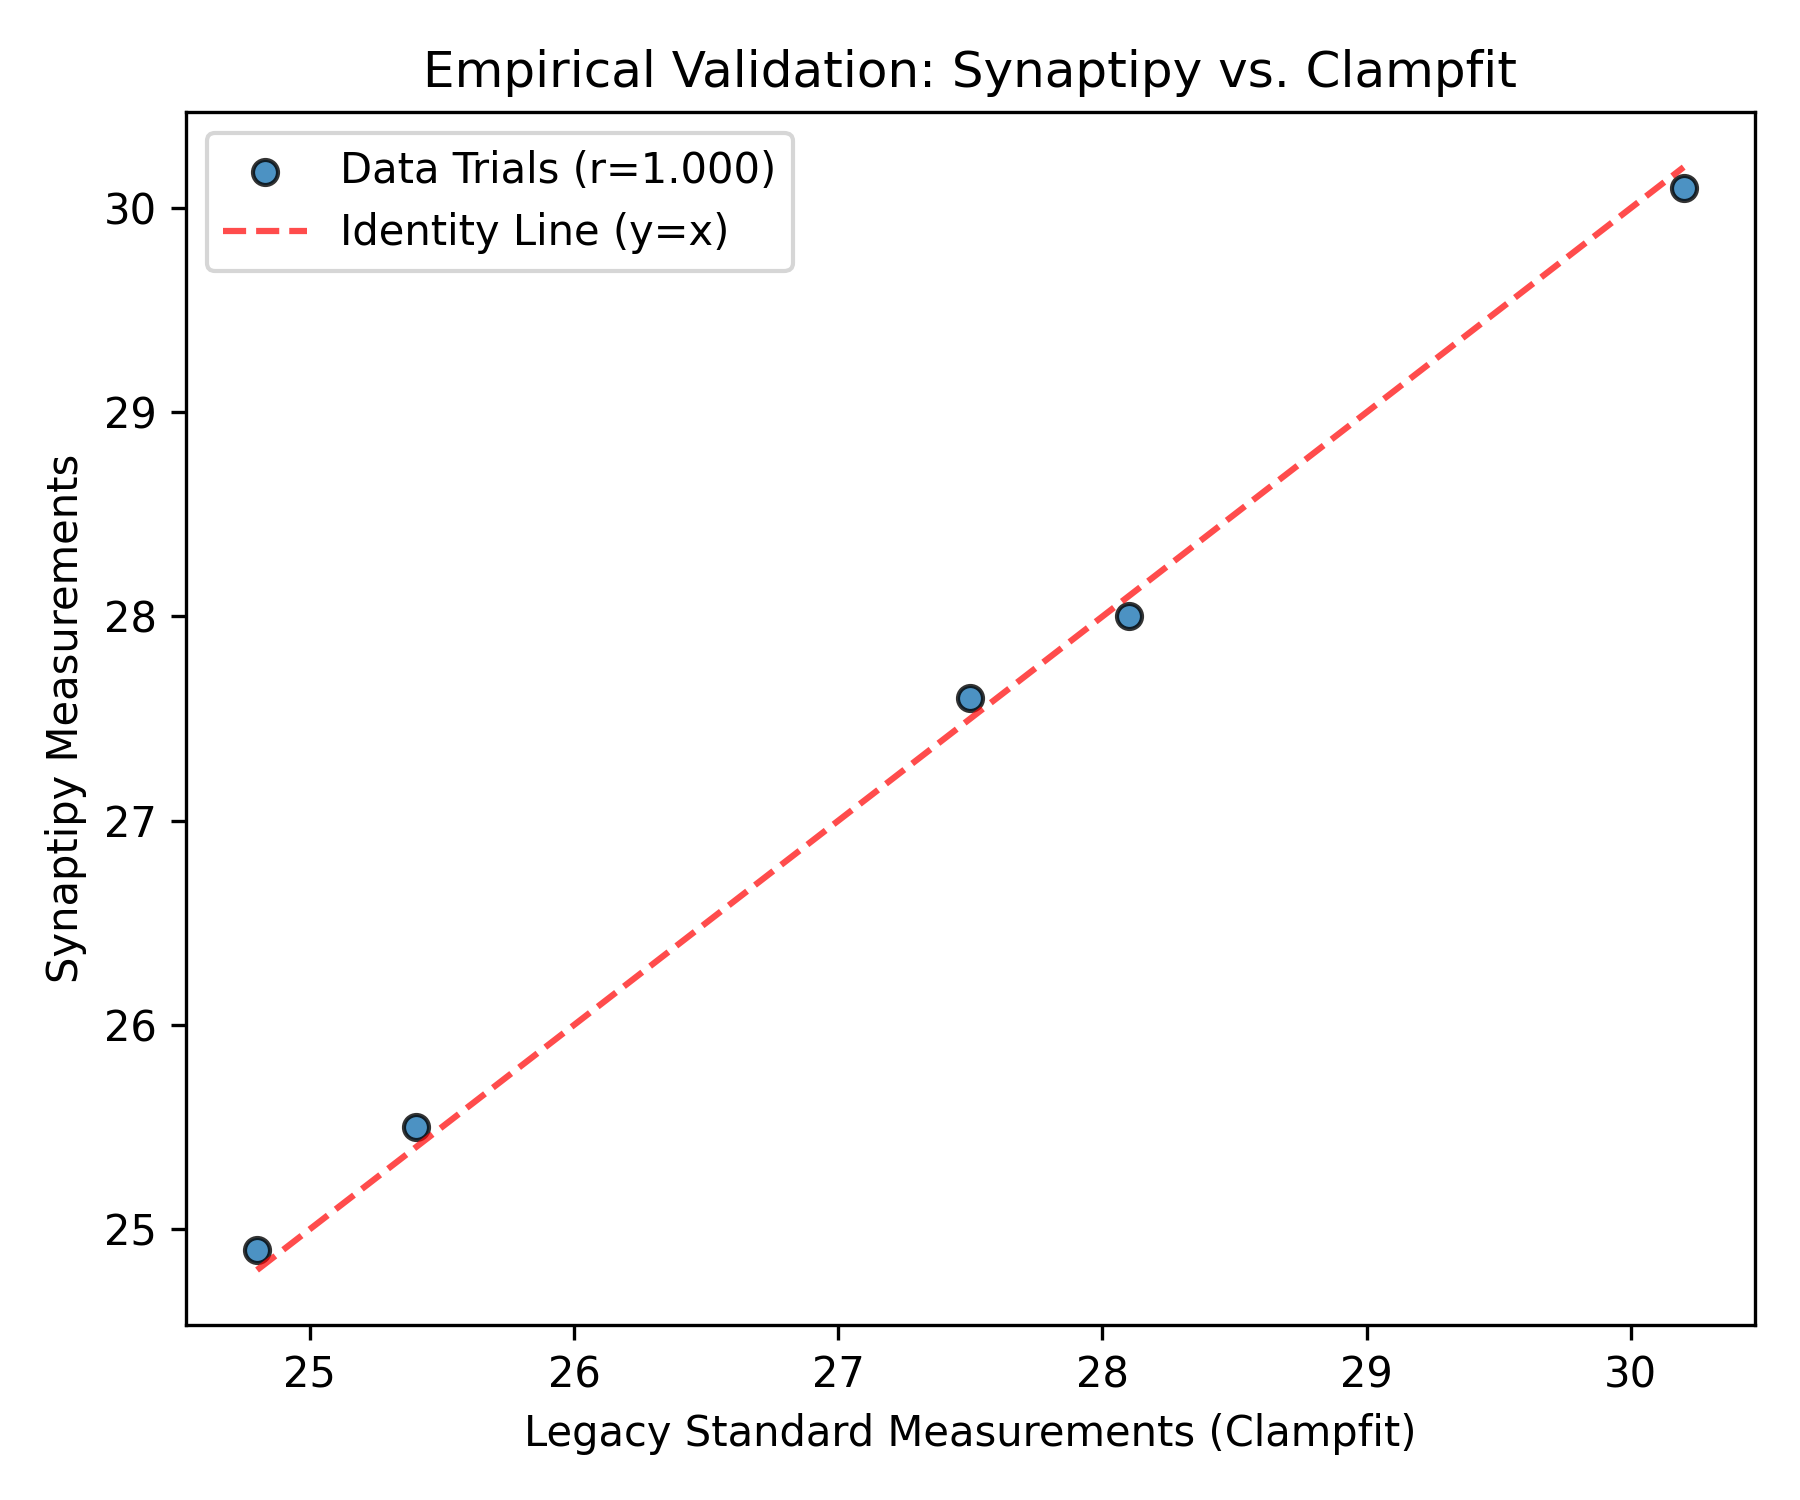 Empirical Validation: Synaptipy vs. Clampfit
Data Trials (r=1.000)
Identity Line (y=x)
30
29
28
27
26
25
Synaptipy Measurements
25 26 27 28 29 30
Legacy Standard Measurements (Clampfit)